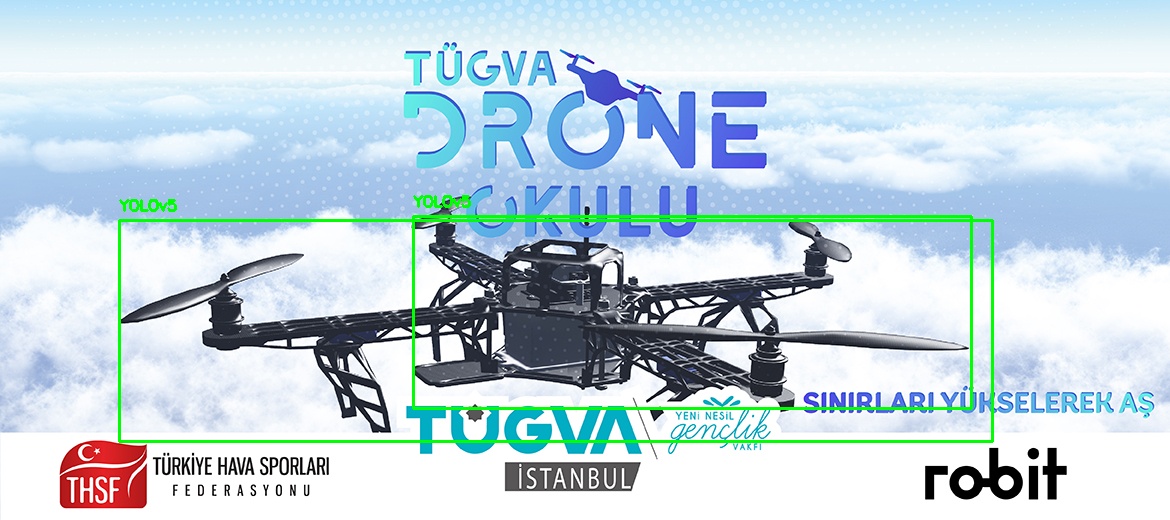 TÜGVA
DRONE
OKULU
YOLOv5
YOLOv5
SINIRLARI YÜKSELEREK AŞ
TÜGVA
İSTANBUL
YENİ NESİL
gençlik
VAKFI
THSF
TÜRKİYE HAVA SPORLARI
FEDERASYONU
robit